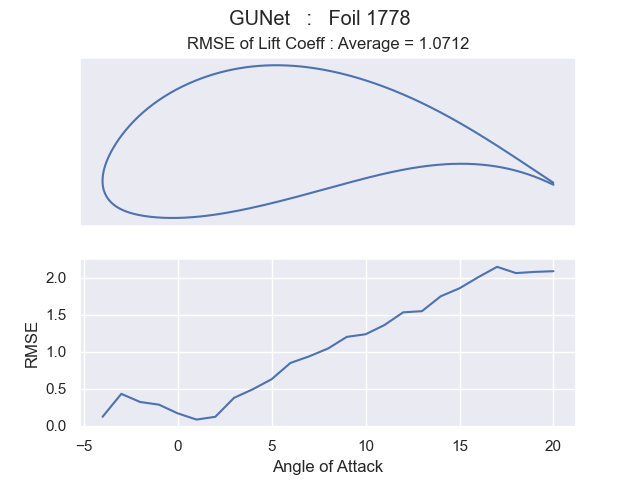 GUNet   :   Foil 1778
RMSE of Lift Coeff : Average = 1.0712
2.0
1.5
1.0
0.5
0.0
RMSE
−5 0 5 10 15 20
Angle of Attack